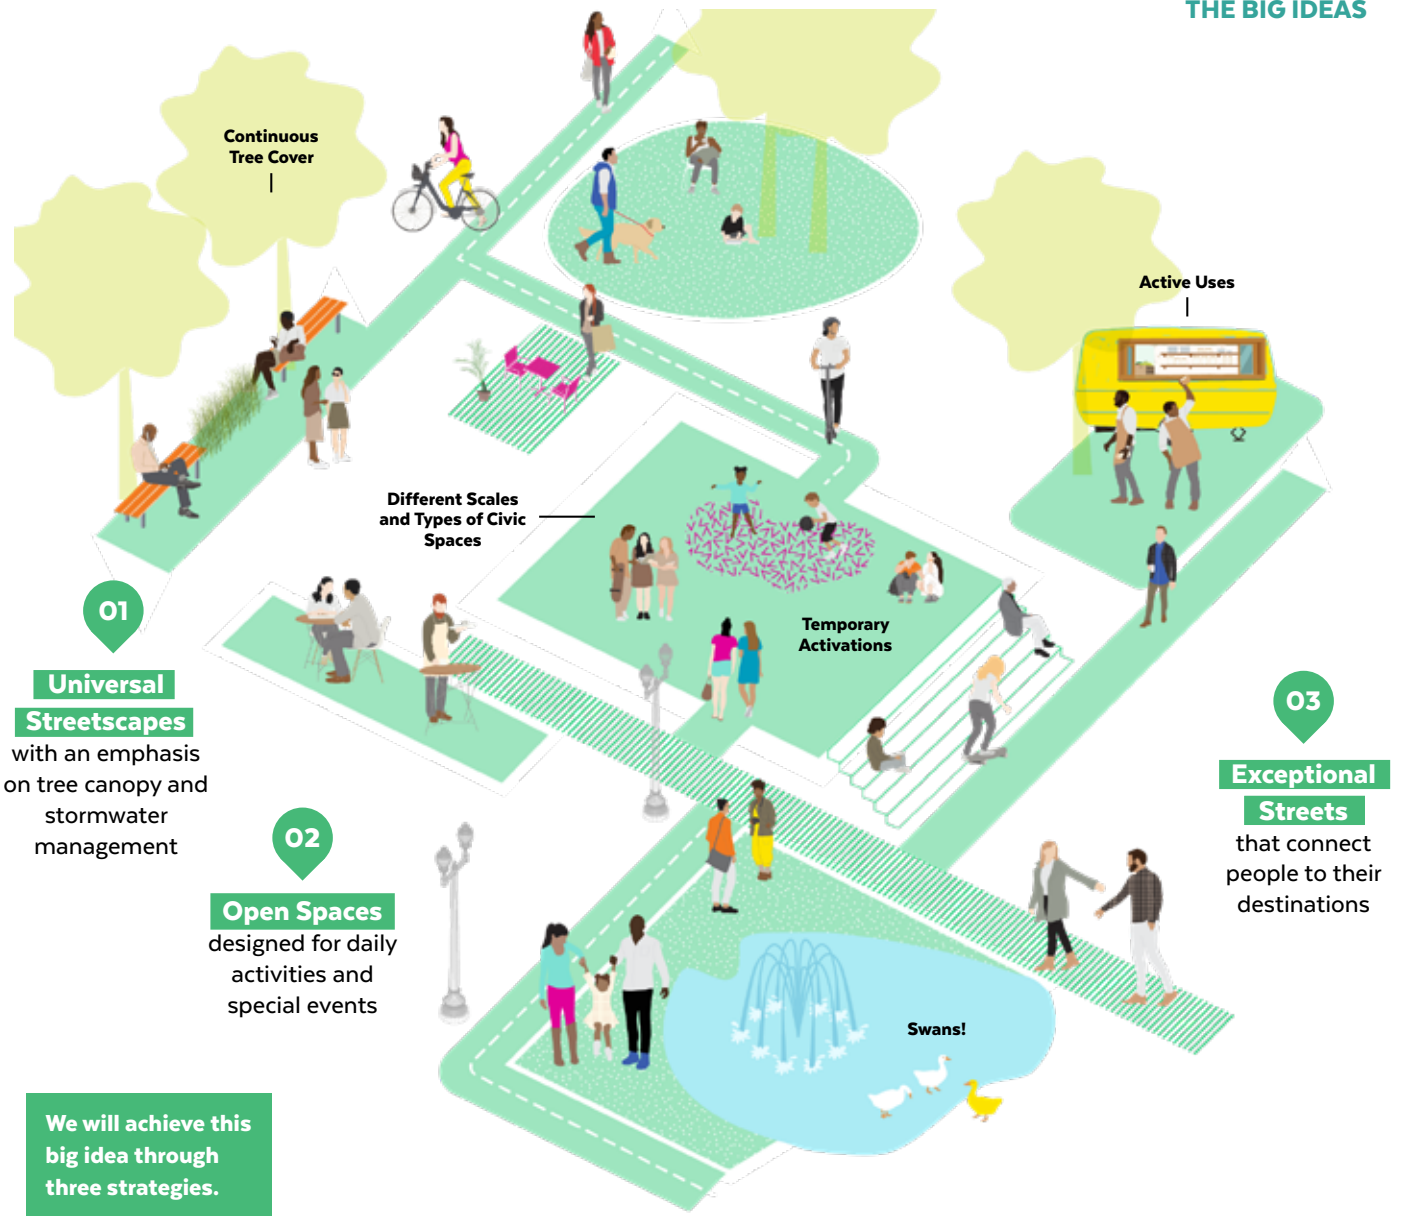 THE BIG IDEAS
Continuous
Tree Cover
Active Uses
Different Scales
and Types of Civic
Spaces
Temporary
Activations
01
Universal
Streetscapes
with an emphasis
on tree canopy and
stormwater
management
02
Open Spaces
designed for daily
activities and
special events
03
Exceptional
Streets
that connect
people to their
destinations
Swans!
We will achieve this
big idea through
three strategies.